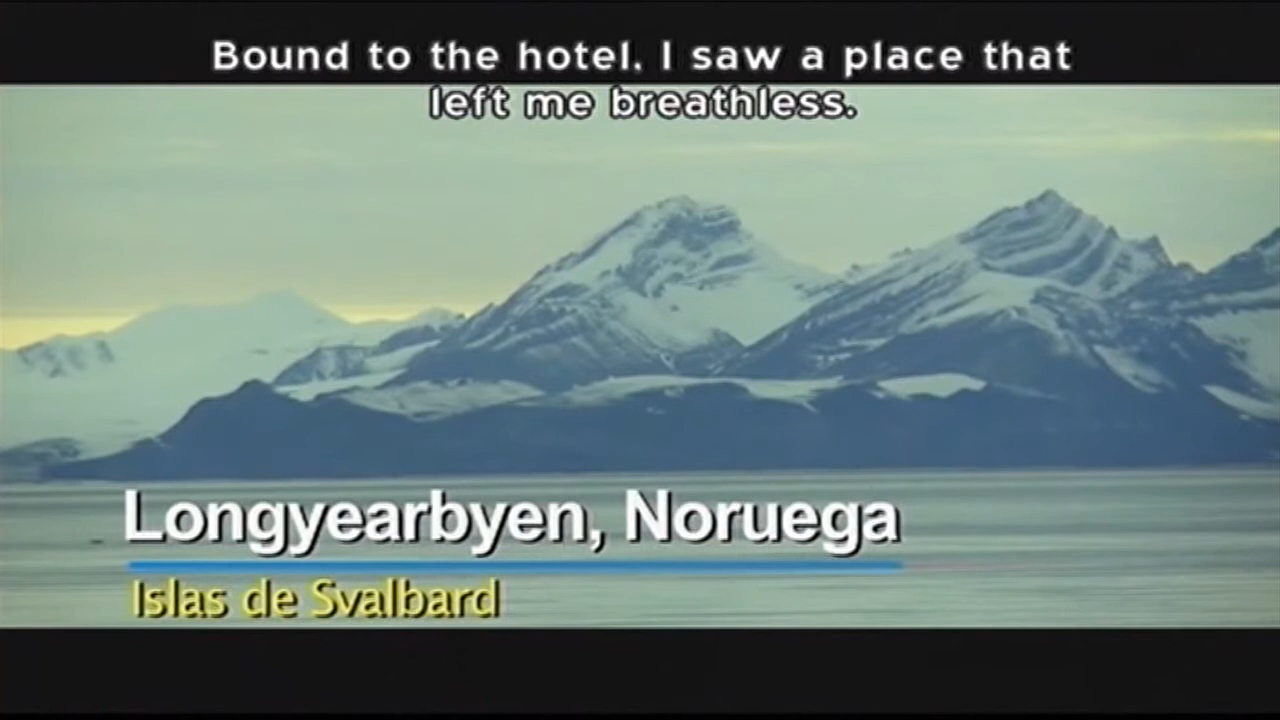 Bound to the hotel, I saw a place that
left me breathless.
Longyearbyen, Noruega
Islas de Svalbard